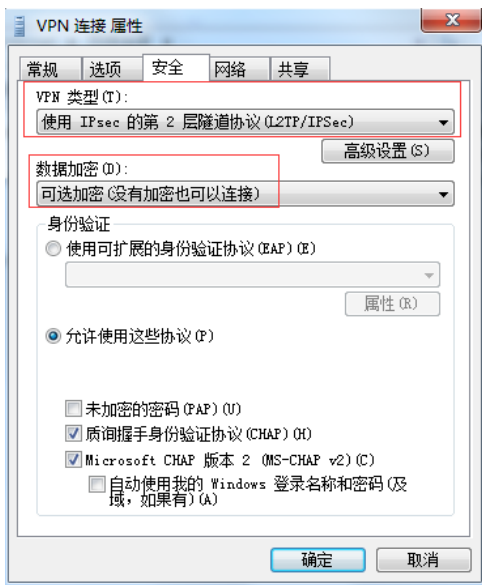 VPN 连接 属性
常规 选项 安全 网络 共享
VPN 类型(T):
使用 IPsec 的第 2 层隧道协议(L2TP/IPSec)
高级设置(S)
数据加密(D):
可选加密(没有加密也可以连接)
身份验证
使用可扩展的身份验证协议(EAP)(E)
属性(R)
允许使用这些协议(P)
未加密的密码(PAP)(U)
质询握手身份验证协议(CHAP)(H)
Microsoft CHAP 版本 2 (MS-CHAP v2)(C)
自动使用我的 Windows 登录名称和密码(及
域，如果有)(A)
确定 取消